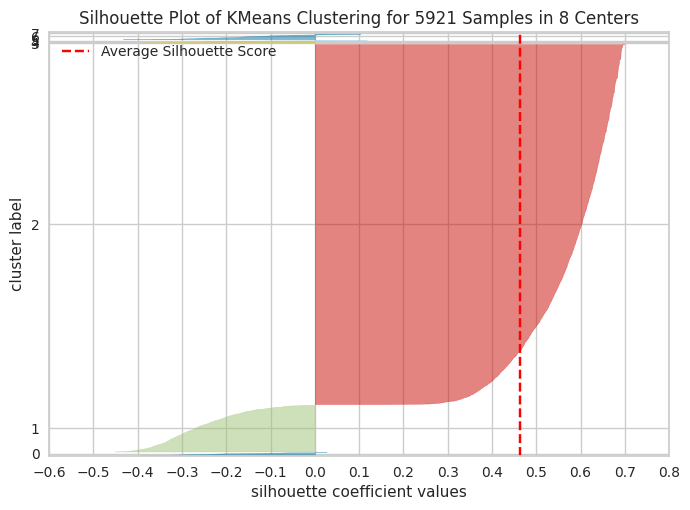 Silhouette Plot of KMeans Clustering for 5921 Samples in 8 Centers
Average Silhouette Score
cluster label
2
1
0
−0.6 −0.5 −0.4 −0.3 −0.2 −0.1 0.0 0.1 0.2 0.3 0.4 0.5 0.6 0.7 0.8
silhouette coefficient values